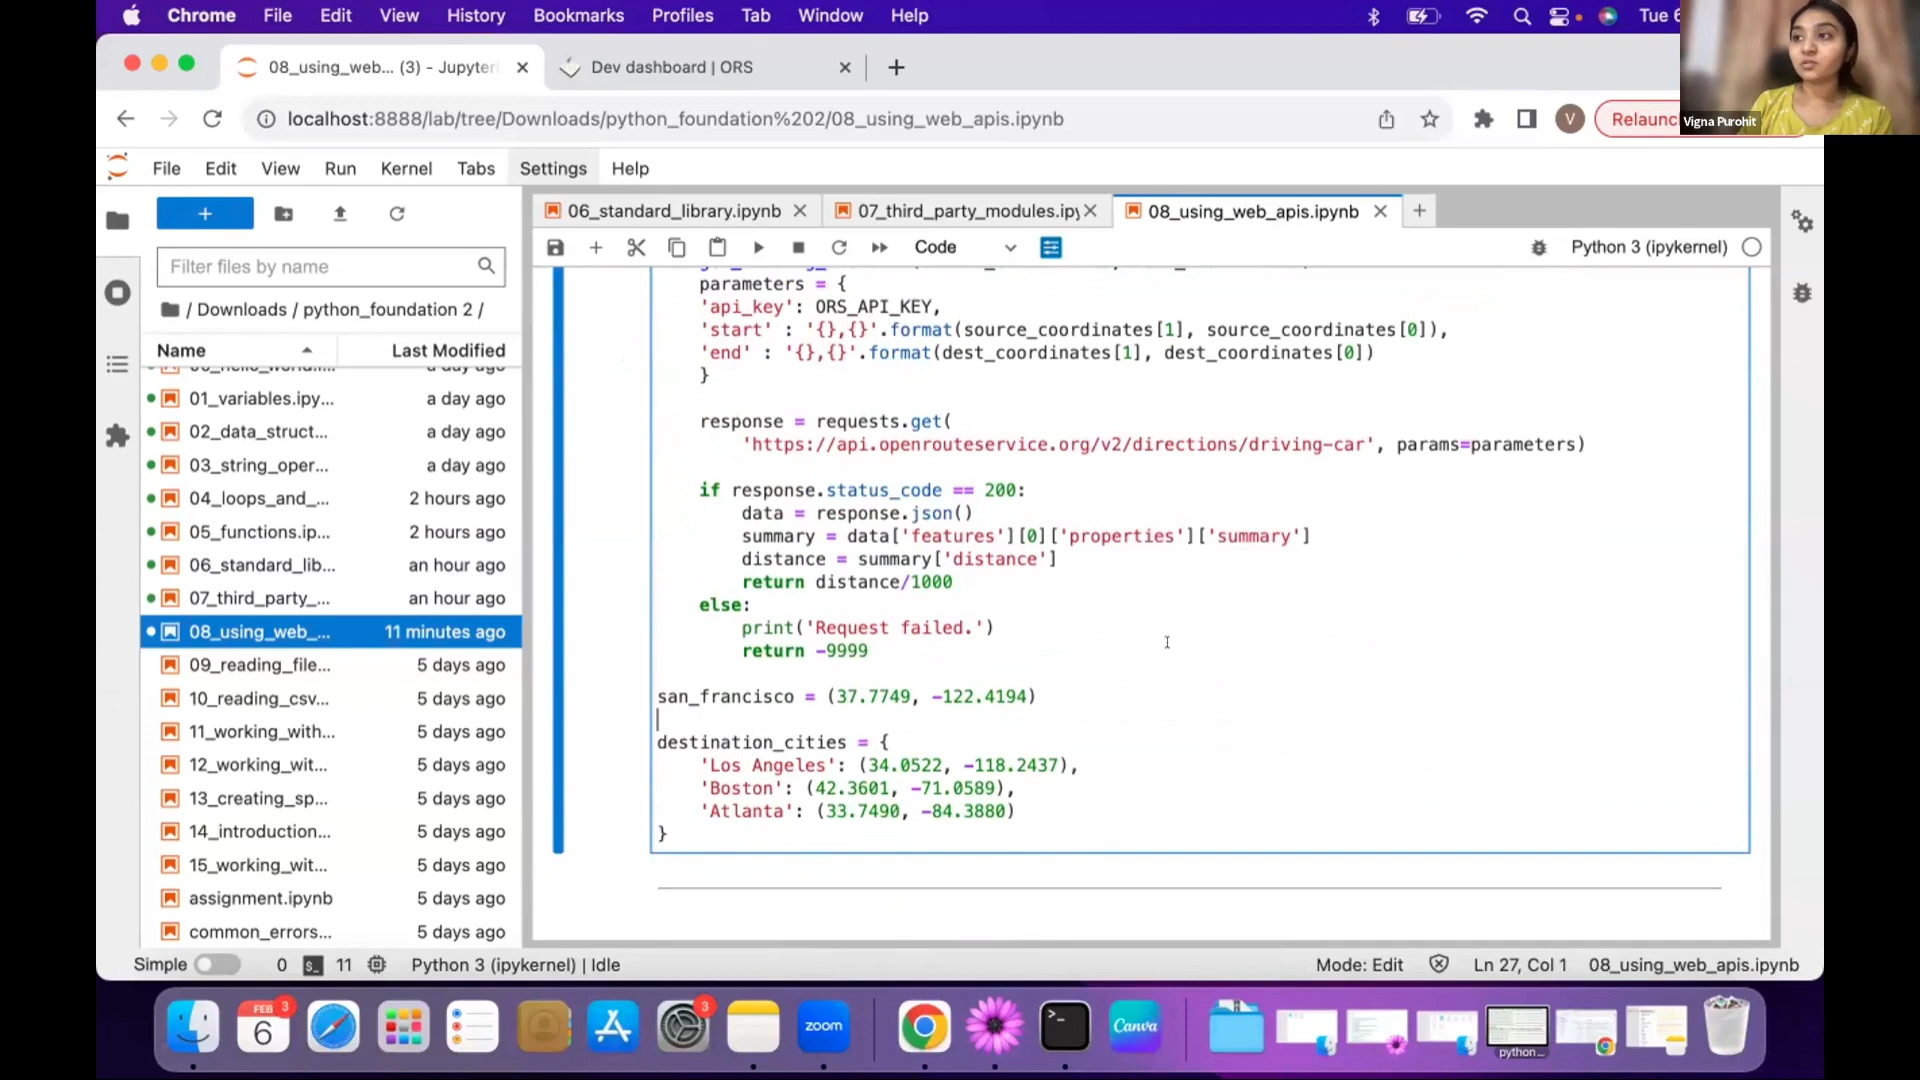 Chrome File Edit View History Bookmarks Profiles Tab Window Help Tue 6
08_using_web... (3) - Jupyter Dev dashboard | ORS
localhost:8888/lab/tree/Downloads/python_foundation%202/08_using_web_apis.ipynb V Relaunc
Vigna Purohit
File Edit View Run Kernel Tabs Settings Help
06_standard_library.ipynb 07_third_party_modules.ipy 08_using_web_apis.ipynb
Code Python 3 (ipykernel)
Filter files by name
/ Downloads / python_foundation 2 /
Name Last Modified
a day ago
01_variables.ipy... a day ago
02_data_struct... a day ago
03_string_oper... a day ago
04_loops_and_... 2 hours ago
05_functions.ip... 2 hours ago
06_standard_lib... an hour ago
07_third_party_... an hour ago
08_using_web_... 11 minutes ago
09_reading_file... 5 days ago
10_reading_csv... 5 days ago
11_working_with... 5 days ago
12_working_wit... 5 days ago
13_creating_sp... 5 days ago
14_introduction... 5 days ago
15_working_wit... 5 days ago
assignment.ipynb 5 days ago
common_errors... 5 days ago
parameters = {
'api_key': ORS_API_KEY,
'start' : '{},{}'.format(source_coordinates[1], source_coordinates[0]),
'end' : '{},{}'.format(dest_coordinates[1], dest_coordinates[0])
}
response = requests.get(
'https://api.openrouteservice.org/v2/directions/driving-car', params=parameters)
if response.status_code == 200:
data = response.json()
summary = data['features'][0]['properties']['summary']
distance = summary['distance']
return distance/1000
else:
print('Request failed.')
return -9999
san_francisco = (37.7749, -122.4194)
destination_cities = {
'Los Angeles': (34.0522, -118.2437),
'Boston': (42.3601, -71.0589),
'Atlanta': (33.7490, -84.3880)
}
Simple 0 $_ 11 Python 3 (ipykernel) | Idle Mode: Edit Ln 27, Col 1 08_using_web_apis.ipynb
FEB 3
6
3
zoom
>_
Canva
python...